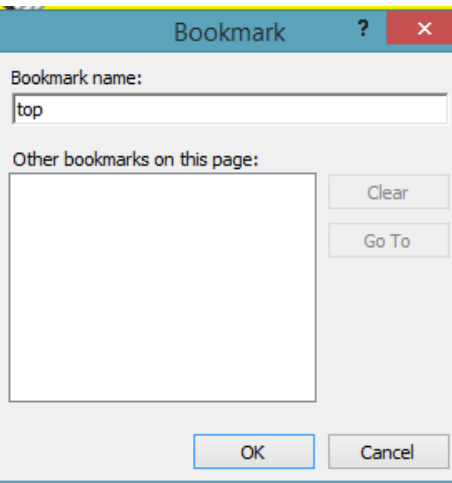 Bookmark ? ×
Bookmark name:
top
Other bookmarks on this page:
Clear
Go To
OK Cancel